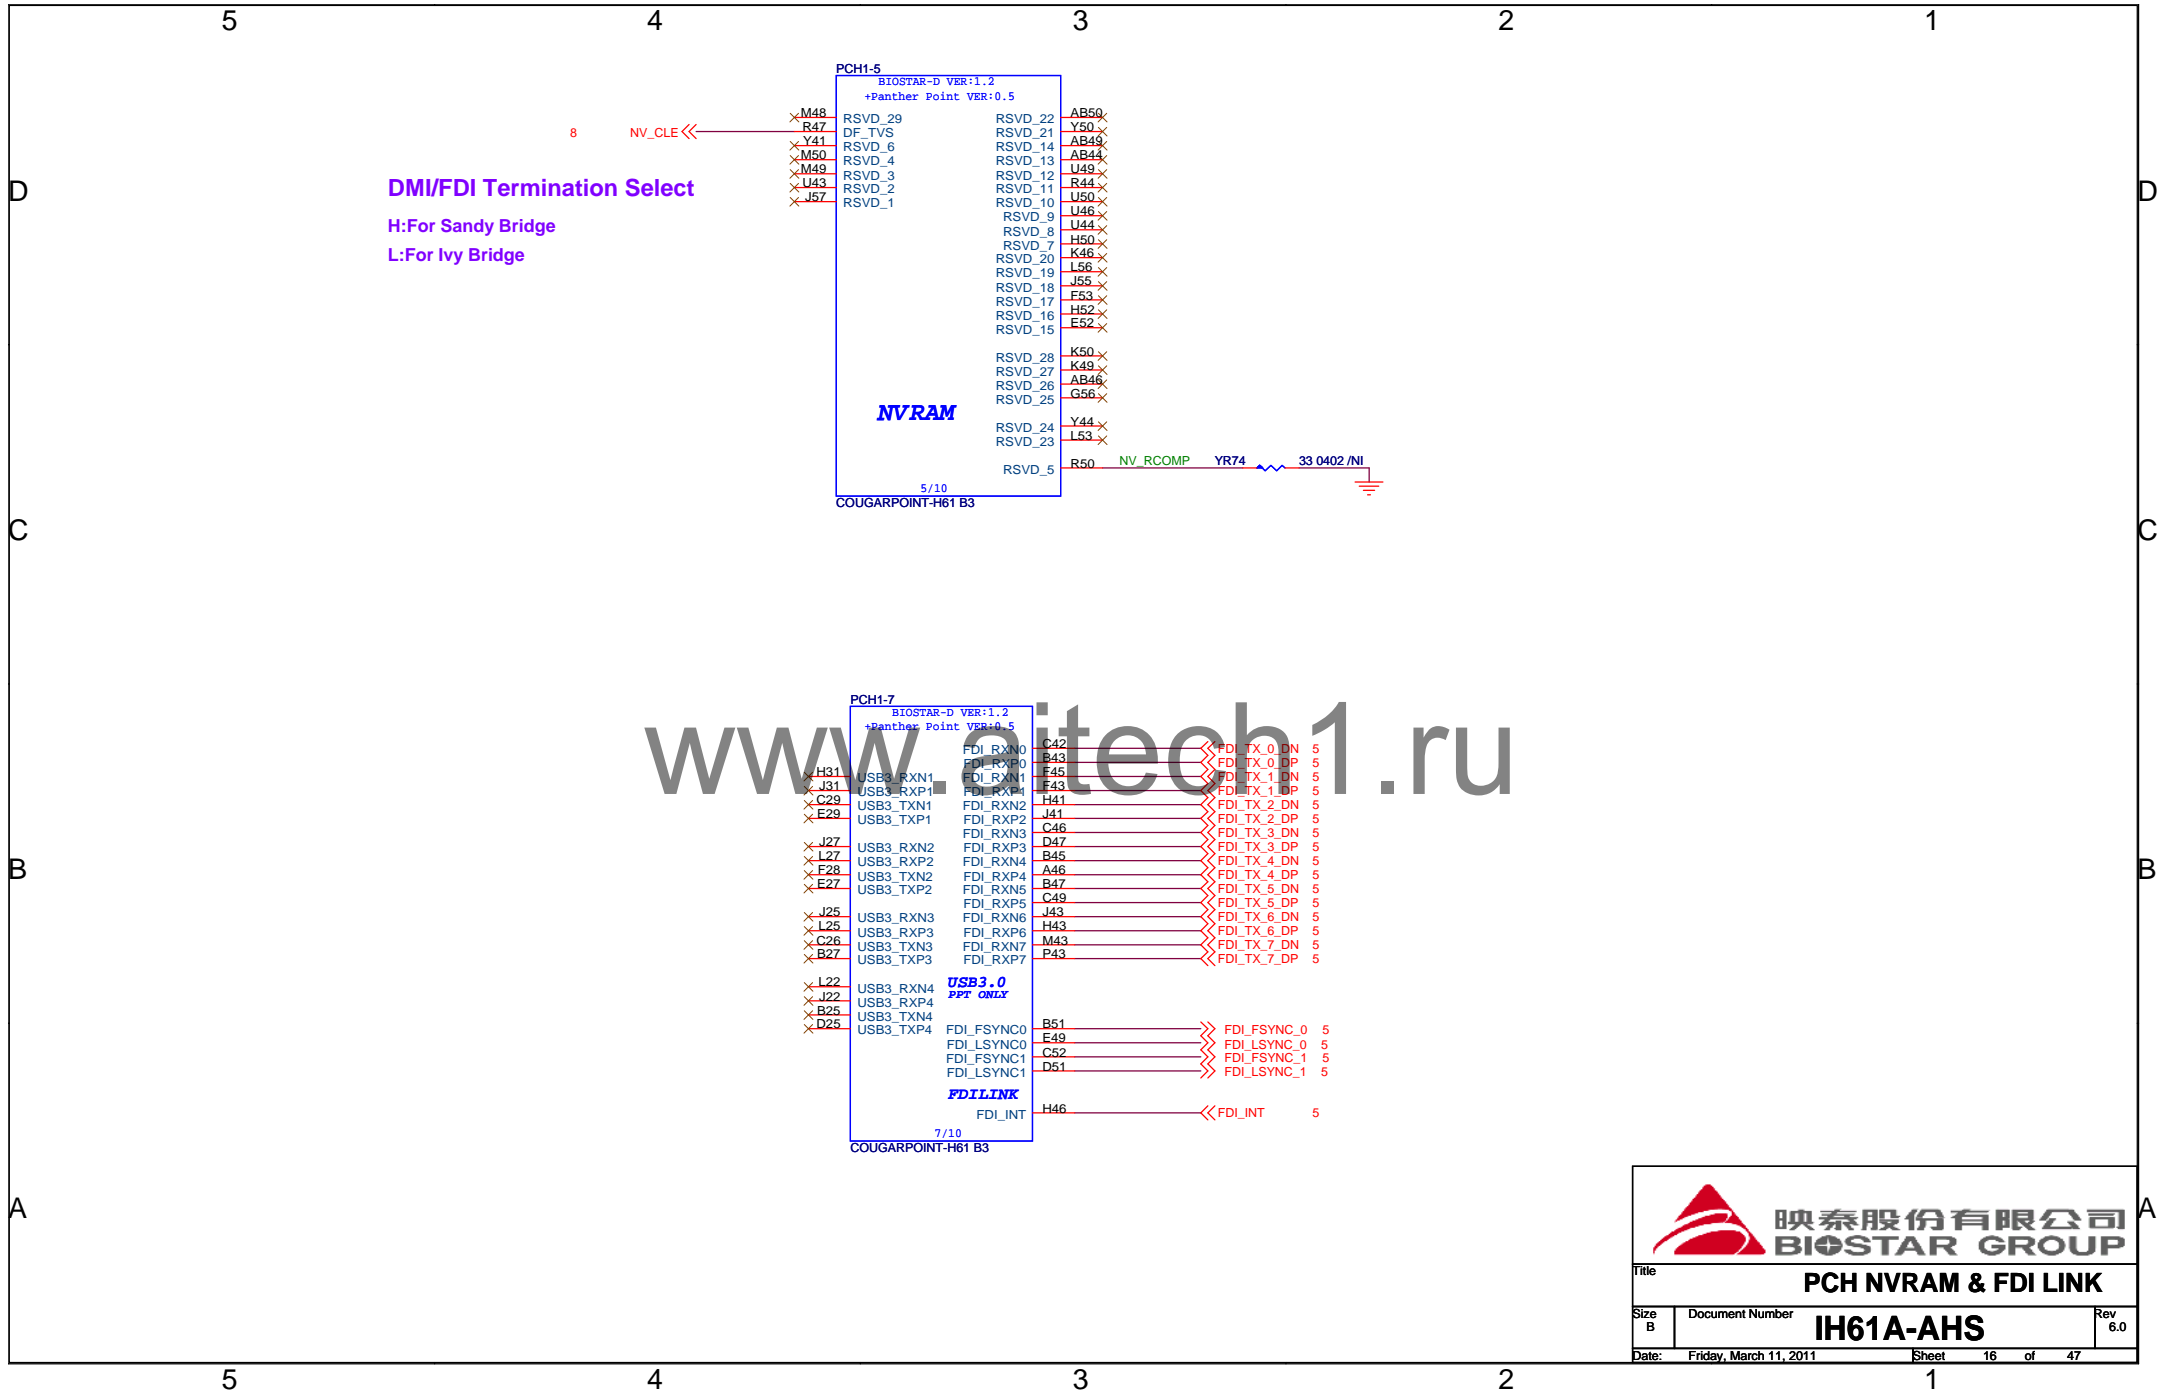 5 4 3 2 1
PCH1-5
BIOSTAR-D VER:1.2
+Panther Point VER:0.5
M48 RSVD_29 RSVD_22 AB50
8 NV_CLE R47 DF_TVS RSVD_21 Y50
Y41 RSVD_6 RSVD_14 AB49
M50 RSVD_4 RSVD_13 AB44
M49 RSVD_3 RSVD_12 U49
U43 RSVD_2 RSVD_11 R44
J57 RSVD_1 RSVD_10 U50
RSVD_9 U46
RSVD_8 U44
RSVD_7 H50
RSVD_20 K46
RSVD_19 L56
RSVD_18 J55
RSVD_17 F53
RSVD_16 H52
RSVD_15 E52
RSVD_28 K50
RSVD_27 K49
RSVD_26 AB46
RSVD_25 G56
NVRAM
RSVD_24 Y44
RSVD_23 L53
RSVD_5 R50 NV_RCOMP YR74 33 0402 /NI
5/10
COUGARPOINT-H61 B3
DMI/FDI Termination Select
H:For Sandy Bridge
L:For Ivy Bridge
D D
C C
www.aitech1.ru
PCH1-7
BIOSTAR-D VER:1.2
+Panther Point VER:0.5
FDI_RXN0 C42 FDI_TX_0_DN 5
FDI_RXP0 B43 FDI_TX_0_DP 5
H31 USB3_RXN1 FDI_RXN1 F45 FDI_TX_1_DN 5
J31 USB3_RXP1 FDI_RXP1 F43 FDI_TX_1_DP 5
C29 USB3_TXN1 FDI_RXN2 H41 FDI_TX_2_DN 5
E29 USB3_TXP1 FDI_RXP2 J41 FDI_TX_2_DP 5
FDI_RXN3 C46 FDI_TX_3_DN 5
J27 USB3_RXN2 FDI_RXP3 D47 FDI_TX_3_DP 5
L27 USB3_RXP2 FDI_RXN4 B45 FDI_TX_4_DN 5
F28 USB3_TXN2 FDI_RXP4 A46 FDI_TX_4_DP 5
E27 USB3_TXP2 FDI_RXN5 B47 FDI_TX_5_DN 5
FDI_RXP5 C49 FDI_TX_5_DP 5
J25 USB3_RXN3 FDI_RXN6 J43 FDI_TX_6_DN 5
L25 USB3_RXP3 FDI_RXP6 H43 FDI_TX_6_DP 5
C26 USB3_TXN3 FDI_RXN7 M43 FDI_TX_7_DN 5
B27 USB3_TXP3 FDI_RXP7 P43 FDI_TX_7_DP 5
L22 USB3_RXN4 USB3.0
J22 USB3_RXP4 PPT ONLY
B25 USB3_TXN4
D25 USB3_TXP4 FDI_FSYNC0 B51 FDI_FSYNC_0 5
FDI_LSYNC0 E49 FDI_LSYNC_0 5
FDI_FSYNC1 C52 FDI_FSYNC_1 5
FDI_LSYNC1 D51 FDI_LSYNC_1 5
FDILINK
FDI_INT H46 FDI_INT 5
7/10
COUGARPOINT-H61 B3
B B
A A
映泰股份有限公司
BIOSTAR GROUP
Title
PCH NVRAM & FDI LINK
Size Document Number Rev
B IH61A-AHS 6.0
Date: Friday, March 11, 2011 Sheet 16 of 47
5 4 3 2 1